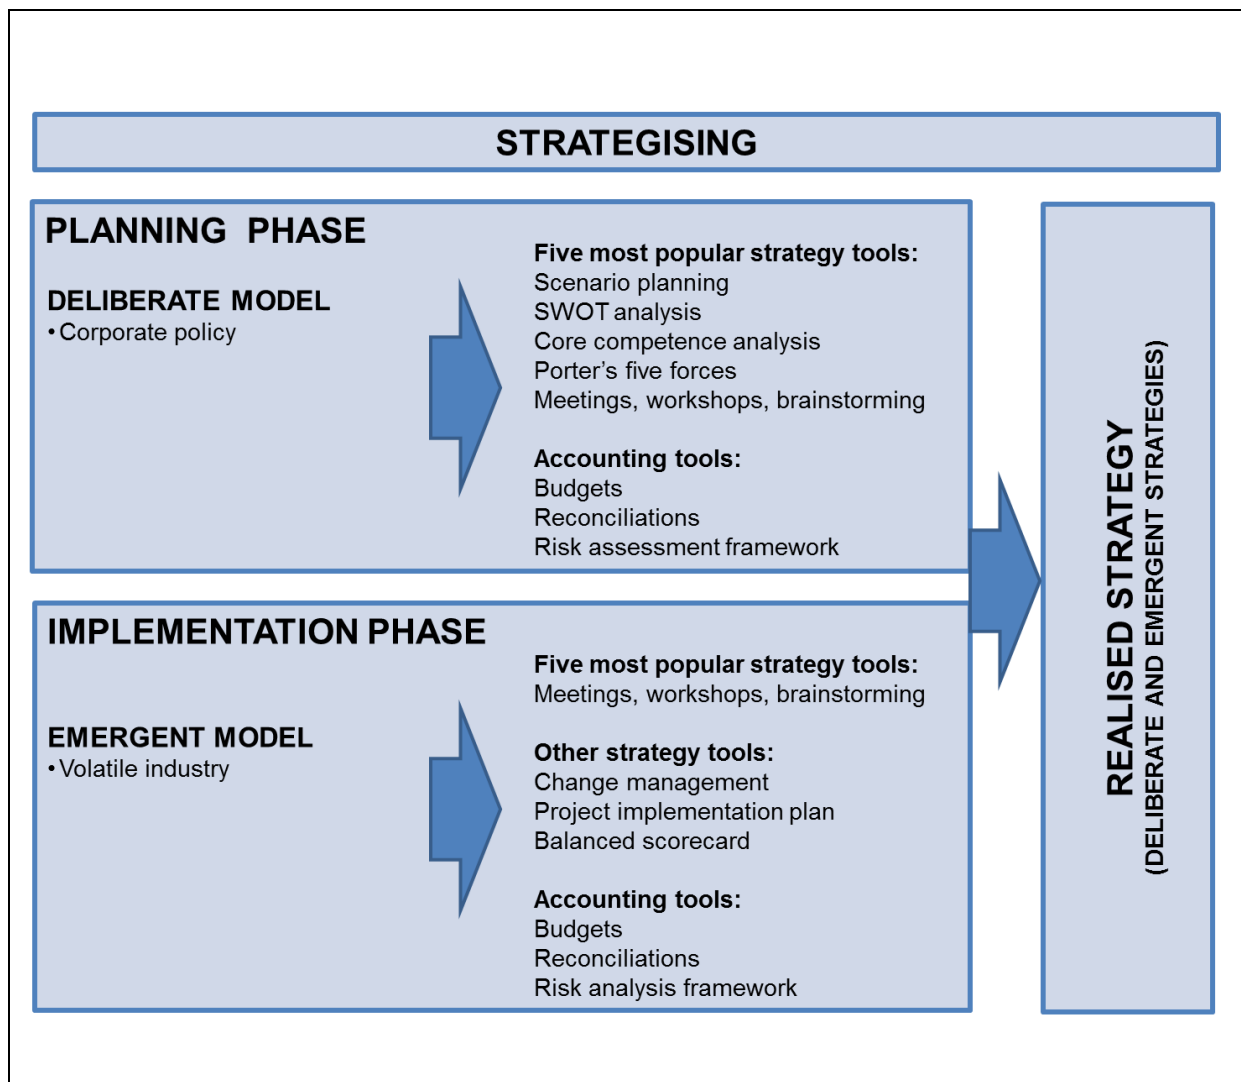 STRATEGISING
PLANNING PHASE
DELIBERATE MODEL
• Corporate policy
Five most popular strategy tools:
Scenario planning
SWOT analysis
Core competence analysis
Porter’s five forces
Meetings, workshops, brainstorming
Accounting tools:
Budgets
Reconciliations
Risk assessment framework
IMPLEMENTATION PHASE
EMERGENT MODEL
• Volatile industry
Five most popular strategy tools:
Meetings, workshops, brainstorming
Other strategy tools:
Change management
Project implementation plan
Balanced scorecard
Accounting tools:
Budgets
Reconciliations
Risk analysis framework
REALISED STRATEGY
(DELIBERATE AND EMERGENT STRATEGIES)